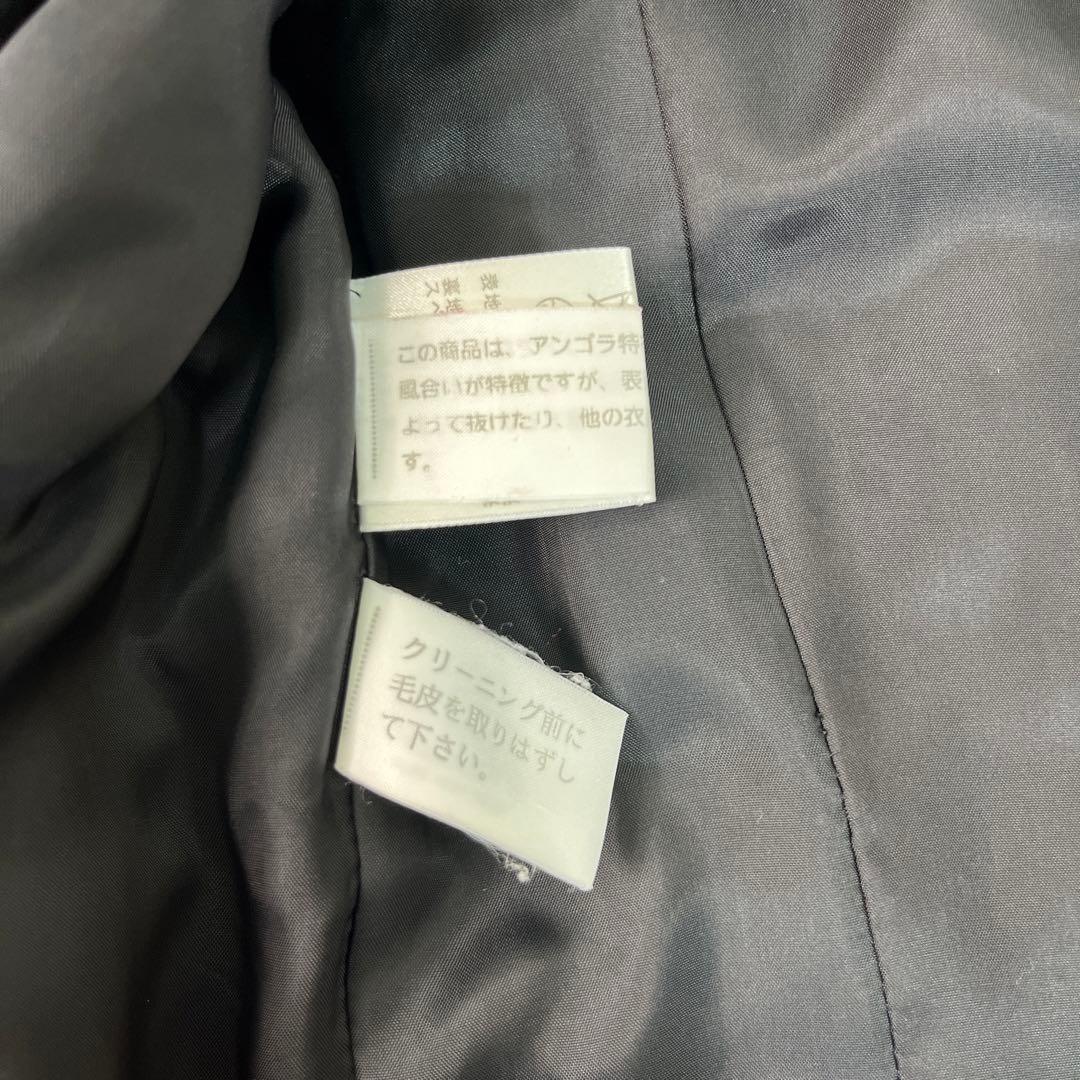 この商品は、アンゴラ特
風合いが特徴ですが、表
よって抜けたり、他の衣
す。
クリーニング前に
毛皮を取りはずし
て下さい。